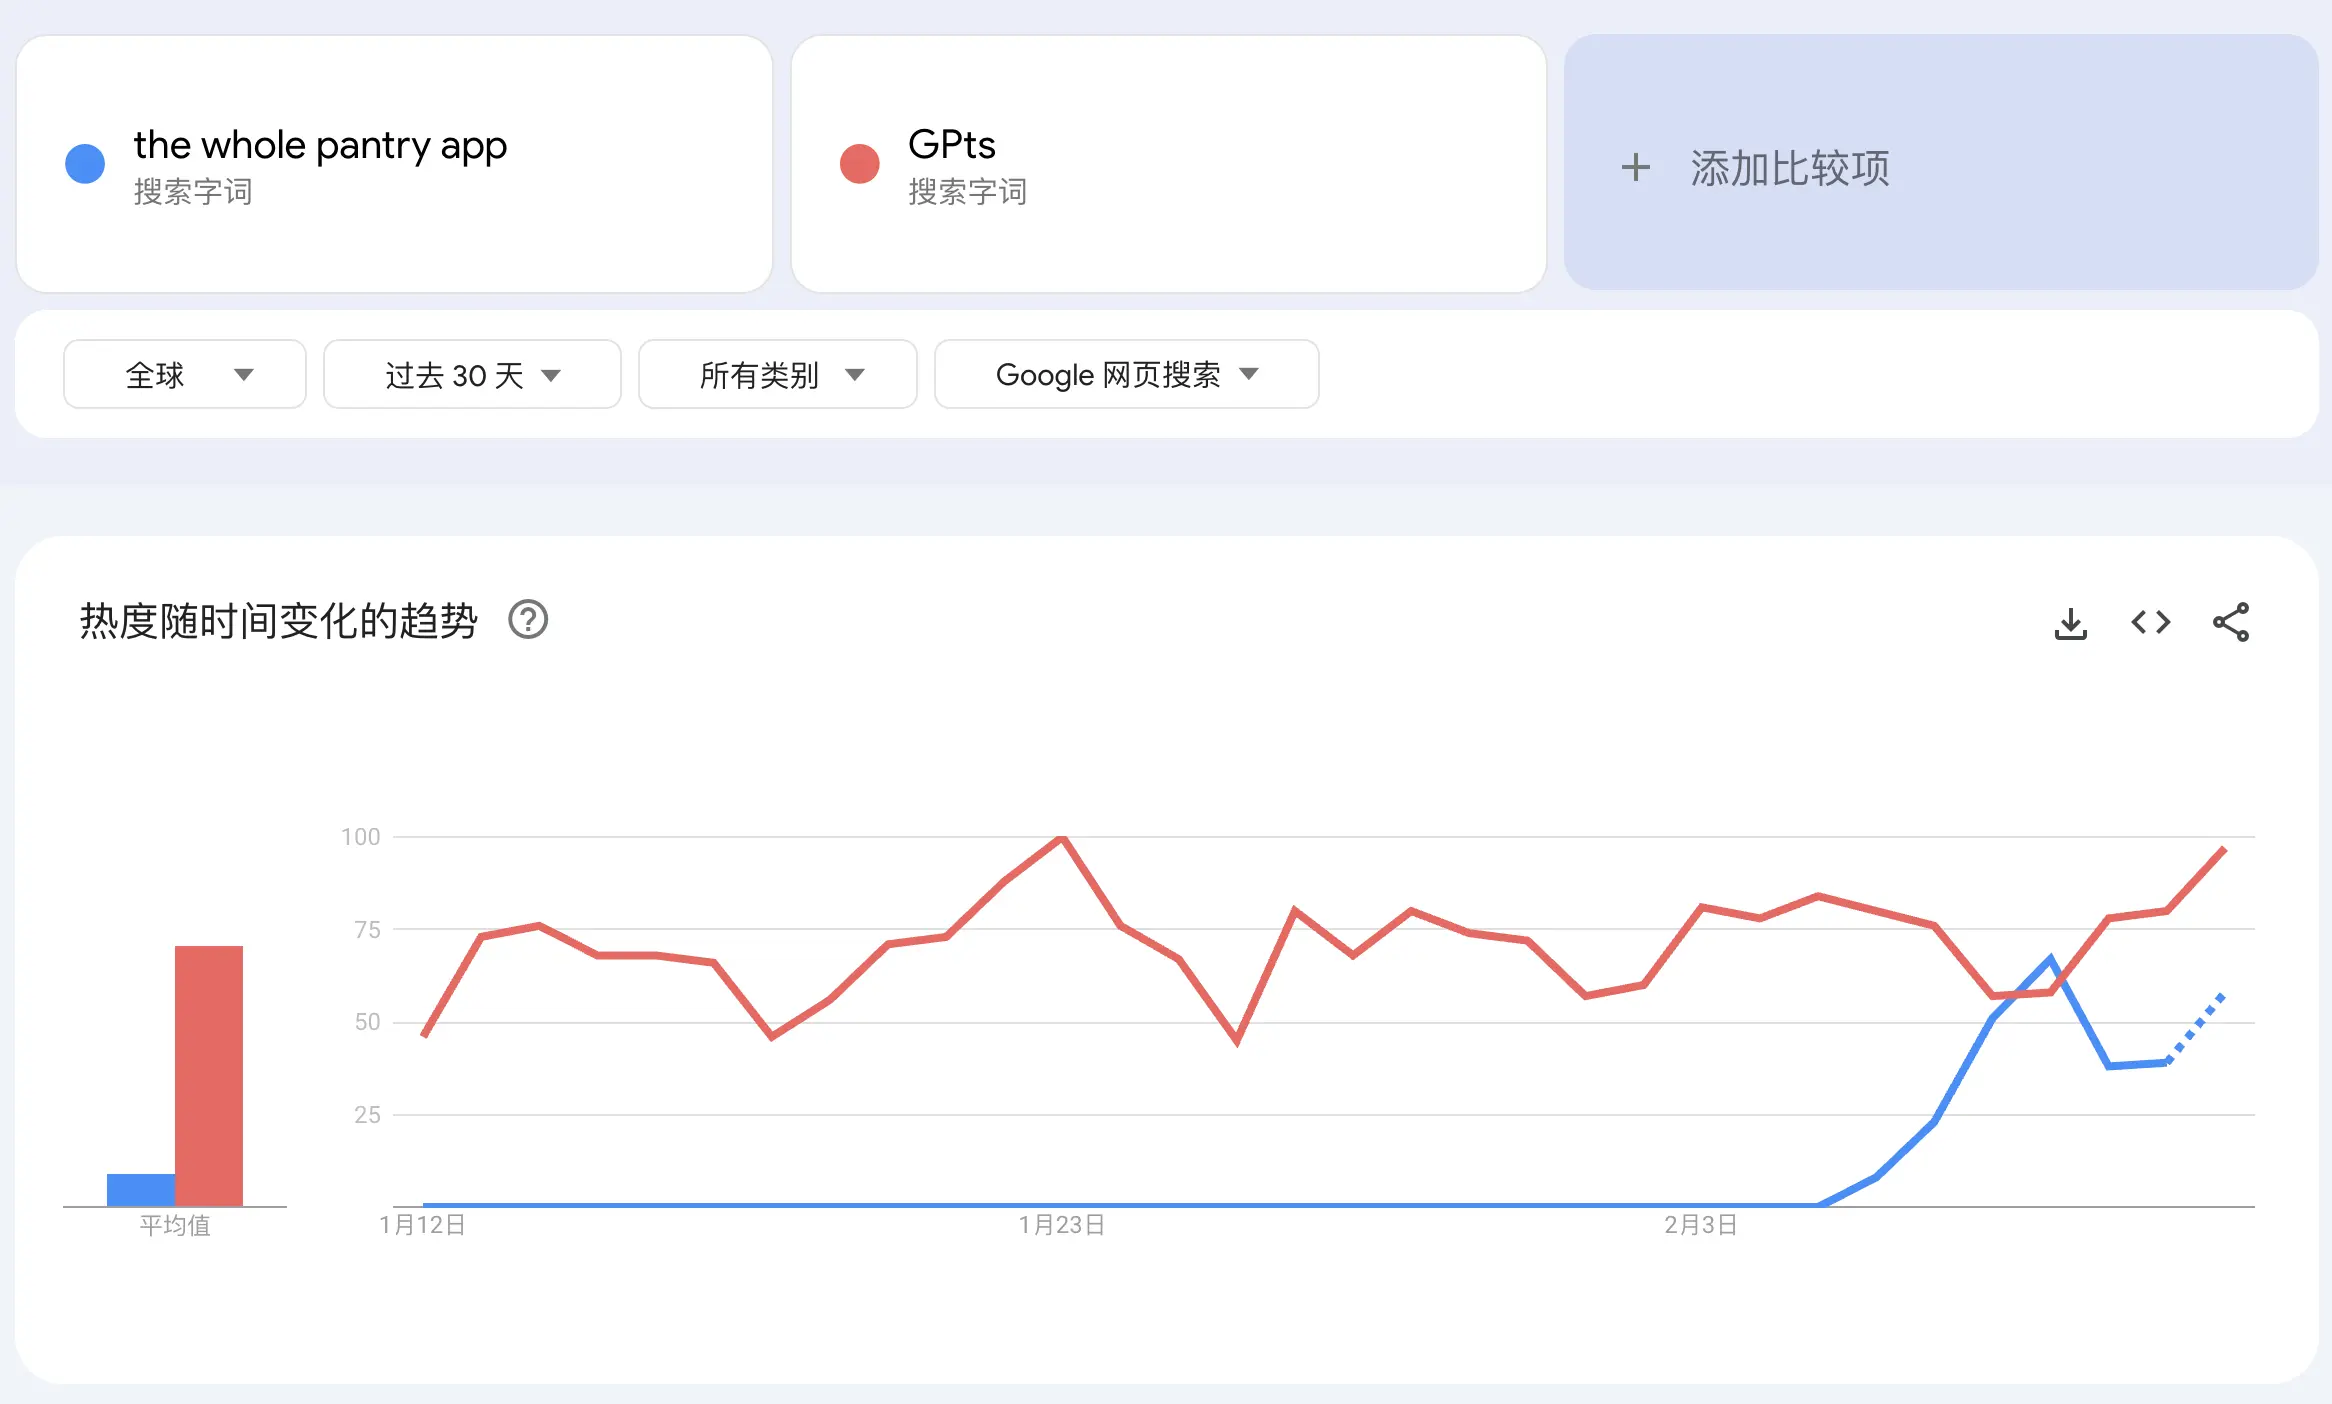 the whole pantry app
搜索字词
GPts
搜索字词
+ 添加比较项
全球
过去 30 天
所有类别
Google 网页搜索
热度随时间变化的趋势 ?
100
75
50
25
平均值
1月12日
1月23日
2月3日